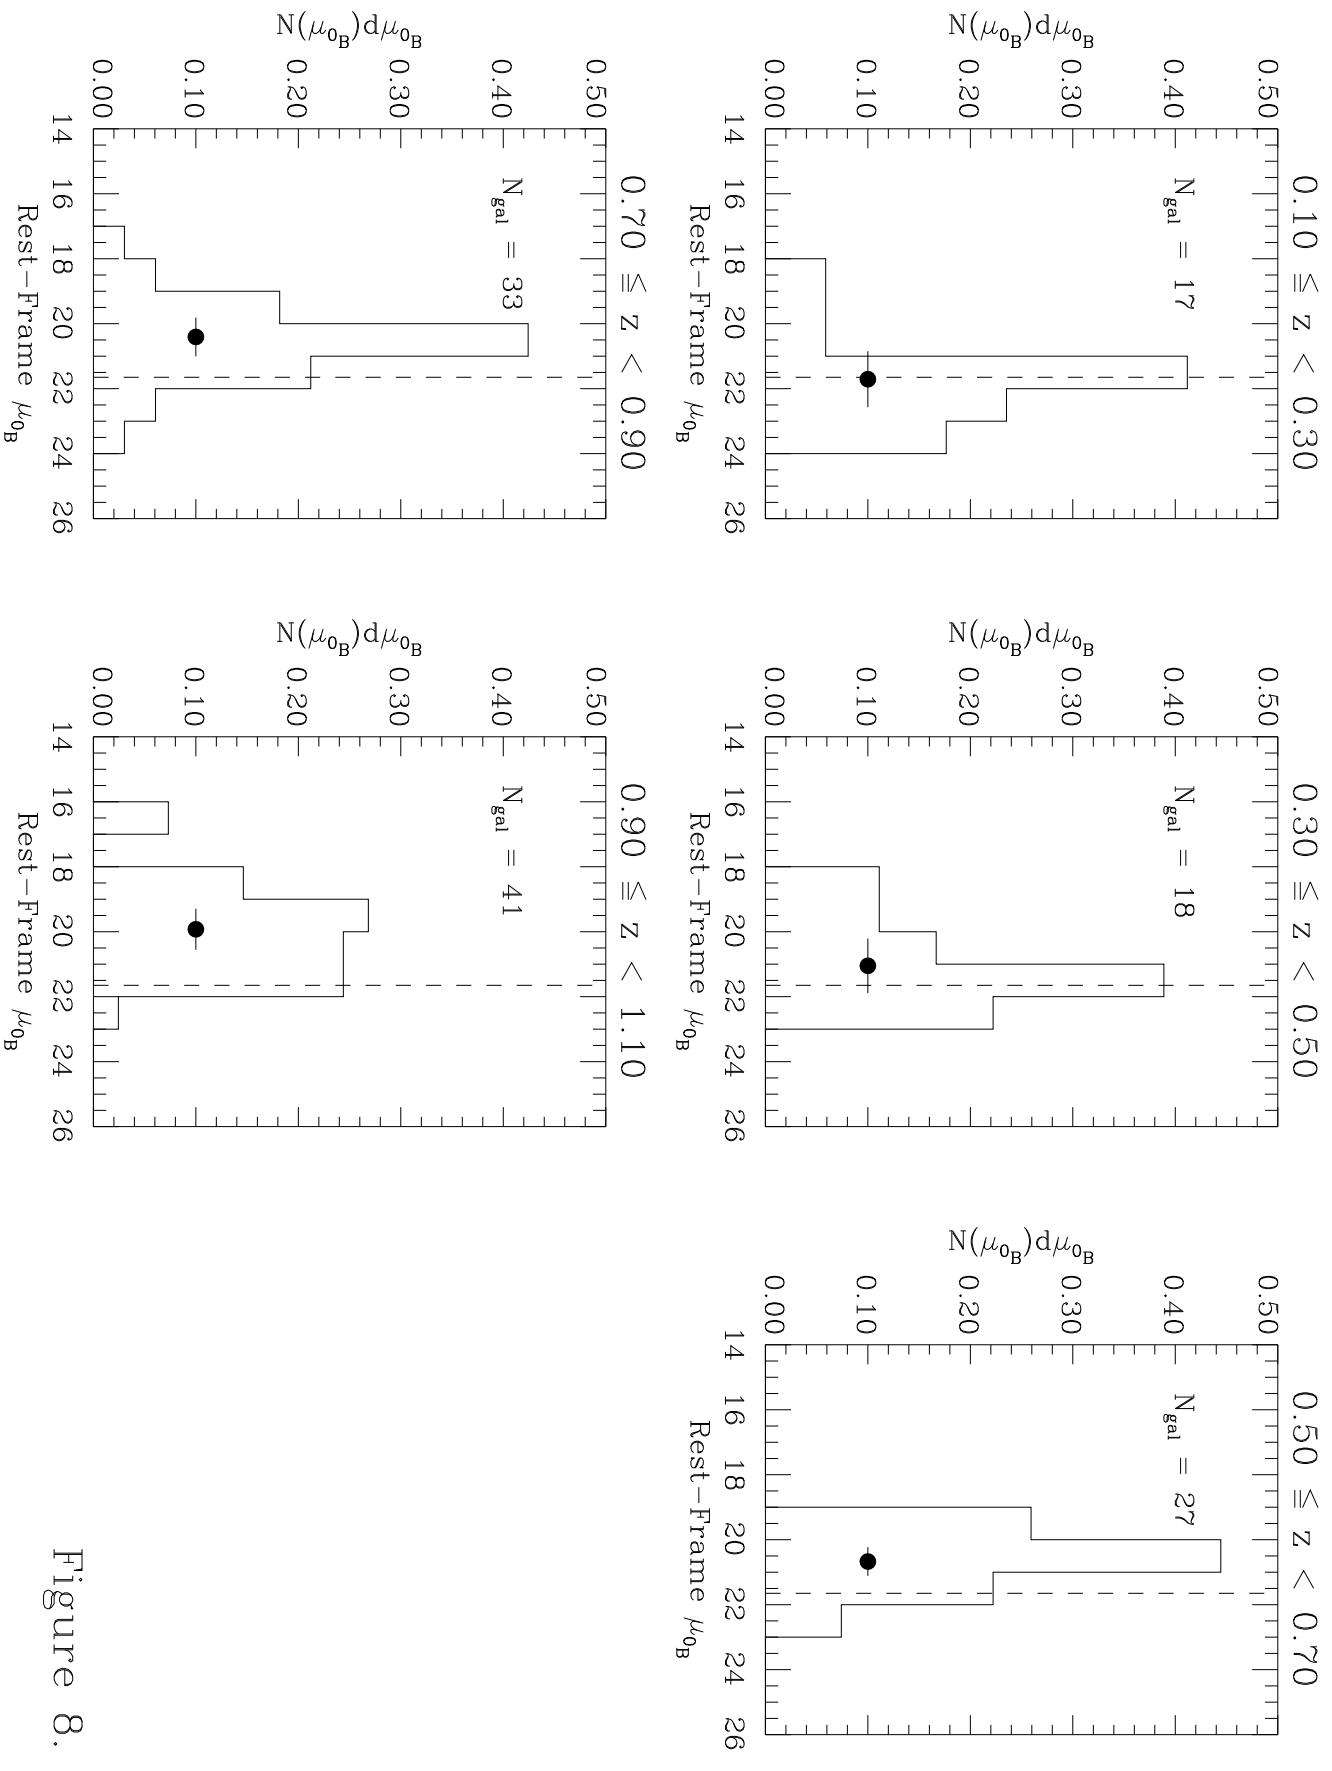 0.10 ≤ z < 0.30
N(μ0B)dμ0B
0.50
0.40
0.30
0.20
0.10
0.00
Ngal = 17
14 16 18 20 22 24 26
Rest-Frame μ0B
0.30 ≤ z < 0.50
N(μ0B)dμ0B
0.50
0.40
0.30
0.20
0.10
0.00
Ngal = 18
14 16 18 20 22 24 26
Rest-Frame μ0B
0.50 ≤ z < 0.70
N(μ0B)dμ0B
0.50
0.40
0.30
0.20
0.10
0.00
Ngal = 27
14 16 18 20 22 24 26
Rest-Frame μ0B
0.70 ≤ z < 0.90
N(μ0B)dμ0B
0.50
0.40
0.30
0.20
0.10
0.00
Ngal = 33
14 16 18 20 22 24 26
Rest-Frame μ0B
0.90 ≤ z < 1.10
N(μ0B)dμ0B
0.50
0.40
0.30
0.20
0.10
0.00
Ngal = 41
14 16 18 20 22 24 26
Rest-Frame μ0B
Figure 8.